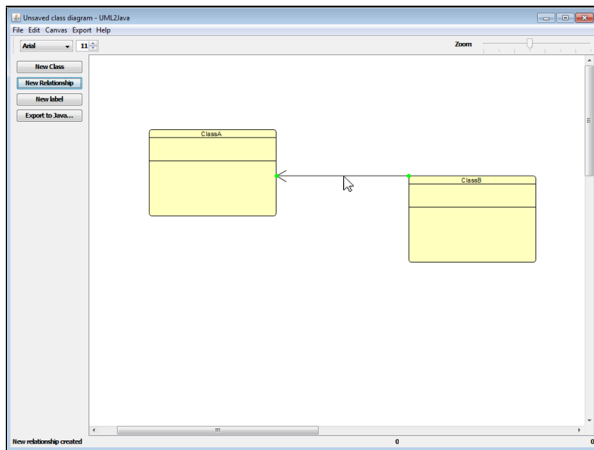 Unsaved class diagram - UML2Java
File Edit Canvas Export Help
Arial 11 Zoom
New Class
New Relationship
New label
Export to Java...
ClassA
ClassB
New relationship created 0 0